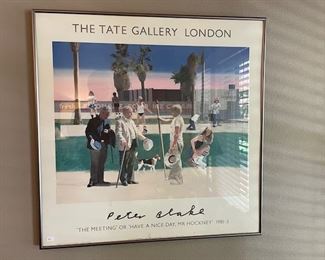 THE TATE GALLERY LONDON
Peter Blake
'THE MEETING' OR 'HAVE A NICE DAY, MR HOCKNEY' 1981-3